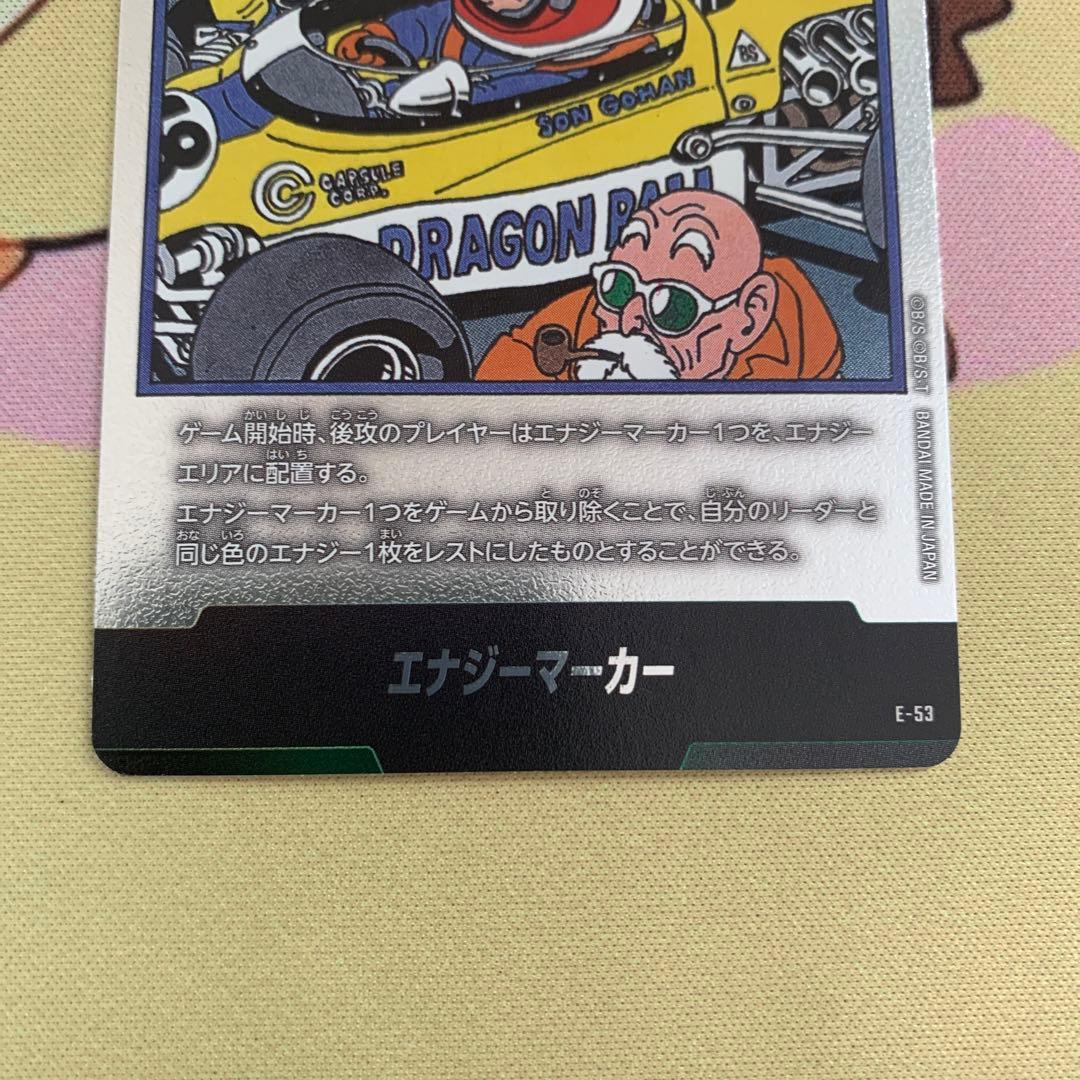 BS
SON GOHAN
CAPSULE
CORP.
DRAGON BALL
ゲーム開始時、後攻のプレイヤーはエナジーマーカー1つを、エナジー
エリアに配置する。
エナジーマーカー1つをゲームから取り除くことで、自分のリーダーと
同じ色のエナジー1枚をレストにしたものとすることができる。
©B/S ©B/S・T BANDAI MADE IN JAPAN
エナジーマーカー
E-53